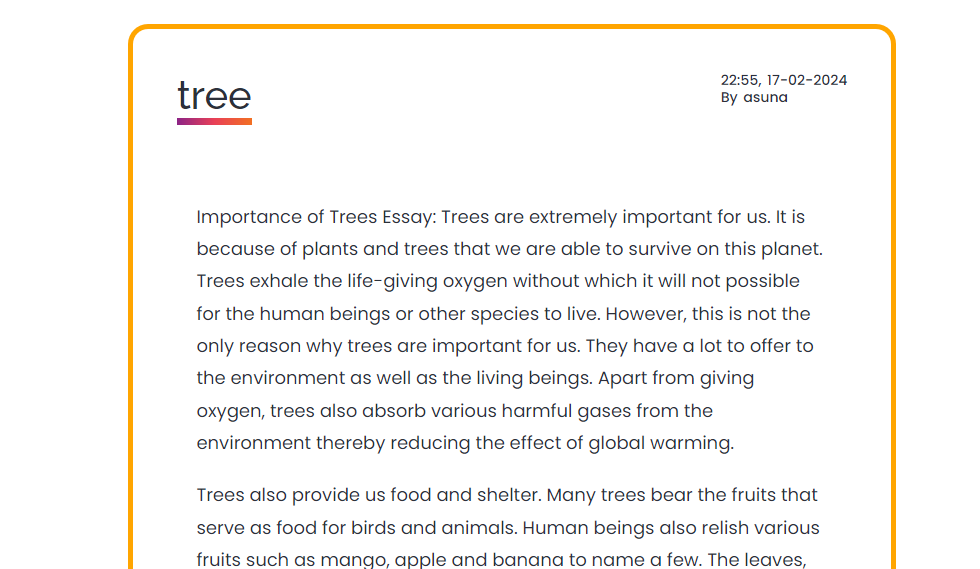 tree
22:55, 17-02-2024
By asuna
Importance of Trees Essay: Trees are extremely important for us. It is
because of plants and trees that we are able to survive on this planet.
Trees exhale the life-giving oxygen without which it will not possible
for the human beings or other species to live. However, this is not the
only reason why trees are important for us. They have a lot to offer to
the environment as well as the living beings. Apart from giving
oxygen, trees also absorb various harmful gases from the
environment thereby reducing the effect of global warming.
Trees also provide us food and shelter. Many trees bear the fruits that
serve as food for birds and animals. Human beings also relish various
fruits such as mango, apple and banana to name a few. The leaves,